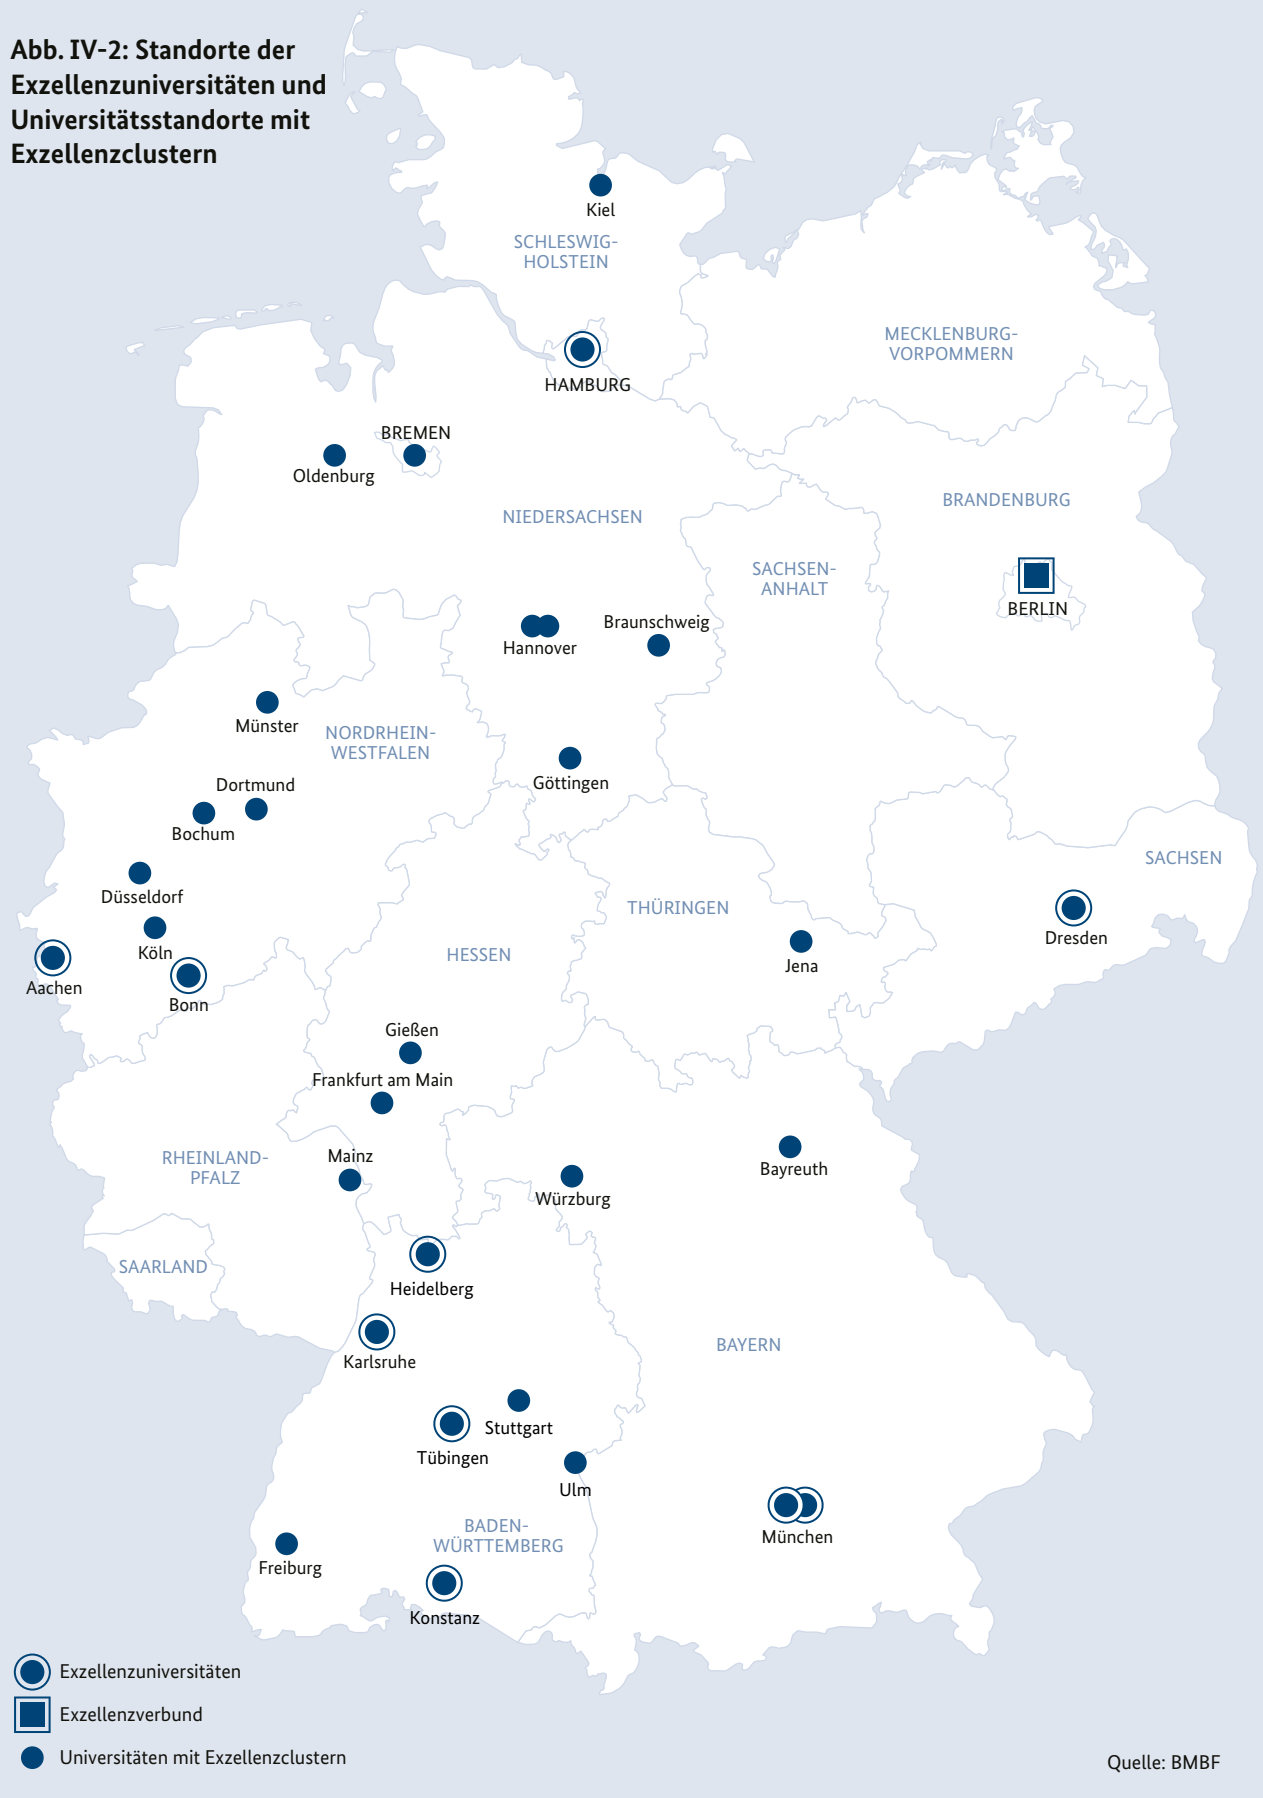 Abb. IV-2: Standorte der
Exzellenzuniversitäten und
Universitätsstandorte mit
Exzellenzclustern
Kiel
SCHLESWIG-
HOLSTEIN
MECKLENBURG-
VORPOMMERN
HAMBURG
BREMEN
Oldenburg
BRANDENBURG
NIEDERSACHSEN
SACHSEN-
ANHALT
BERLIN
Braunschweig
Hannover
Münster
NORDRHEIN-
WESTFALEN
Göttingen
Dortmund
Bochum
SACHSEN
Düsseldorf
THÜRINGEN
Dresden
Köln
HESSEN
Jena
Aachen
Bonn
Gießen
Frankfurt am Main
Mainz
RHEINLAND-
PFALZ
Bayreuth
Würzburg
SAARLAND
Heidelberg
BAYERN
Karlsruhe
Stuttgart
Tübingen
Ulm
BADEN-
WÜRTTEMBERG
München
Freiburg
Konstanz
Exzellenzuniversitäten
Exzellenzverbund
Universitäten mit Exzellenzclustern
Quelle: BMBF